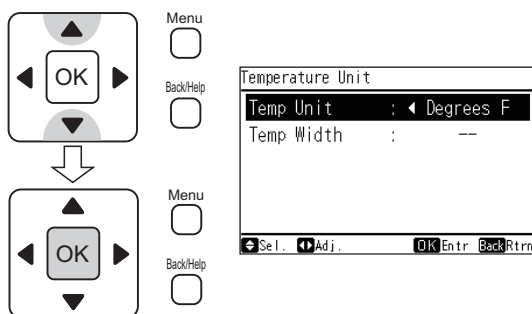 Menu
OK
Back/Help
Menu
OK
Back/Help
Temperature Unit
Temp Unit : ◀ Degrees F
Temp Width : --
Sel. Adj. OK Entr Back Rtrn